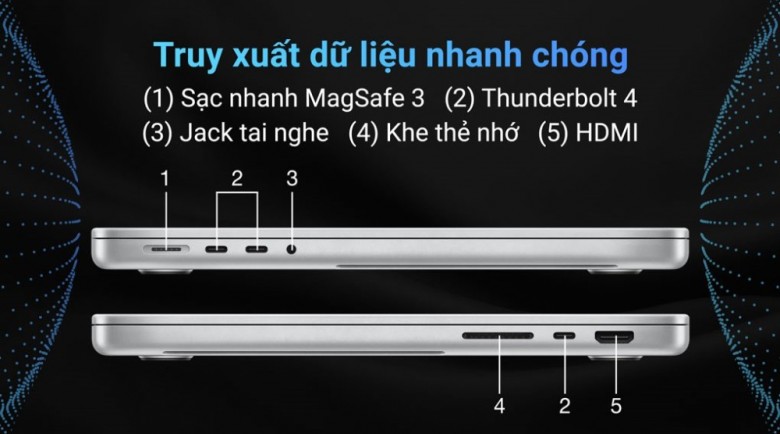 Truy xuất dữ liệu nhanh chóng
(1) Sạc nhanh MagSafe 3 (2) Thunderbolt 4
(3) Jack tai nghe (4) Khe thẻ nhớ (5) HDMI
1 2 3
4 2 5